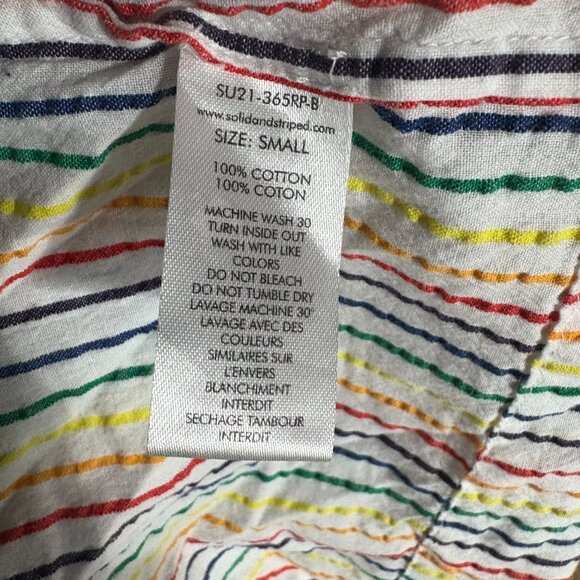 SU21-365RP-B
www.solidandstriped.com
SIZE: SMALL
100% COTTON
100% COTON
MACHINE WASH 30
TURN INSIDE OUT
WASH WITH LIKE
COLORS
DO NOT BLEACH
DO NOT TUMBLE DRY
LAVAGE MACHINE 30°
LAVAGE AVEC DES
COULEURS
SIMILAIRES SUR
L'ENVERS
BLANCHIMENT
INTERDIT
SECHAGE TAMBOUR
INTERDIT